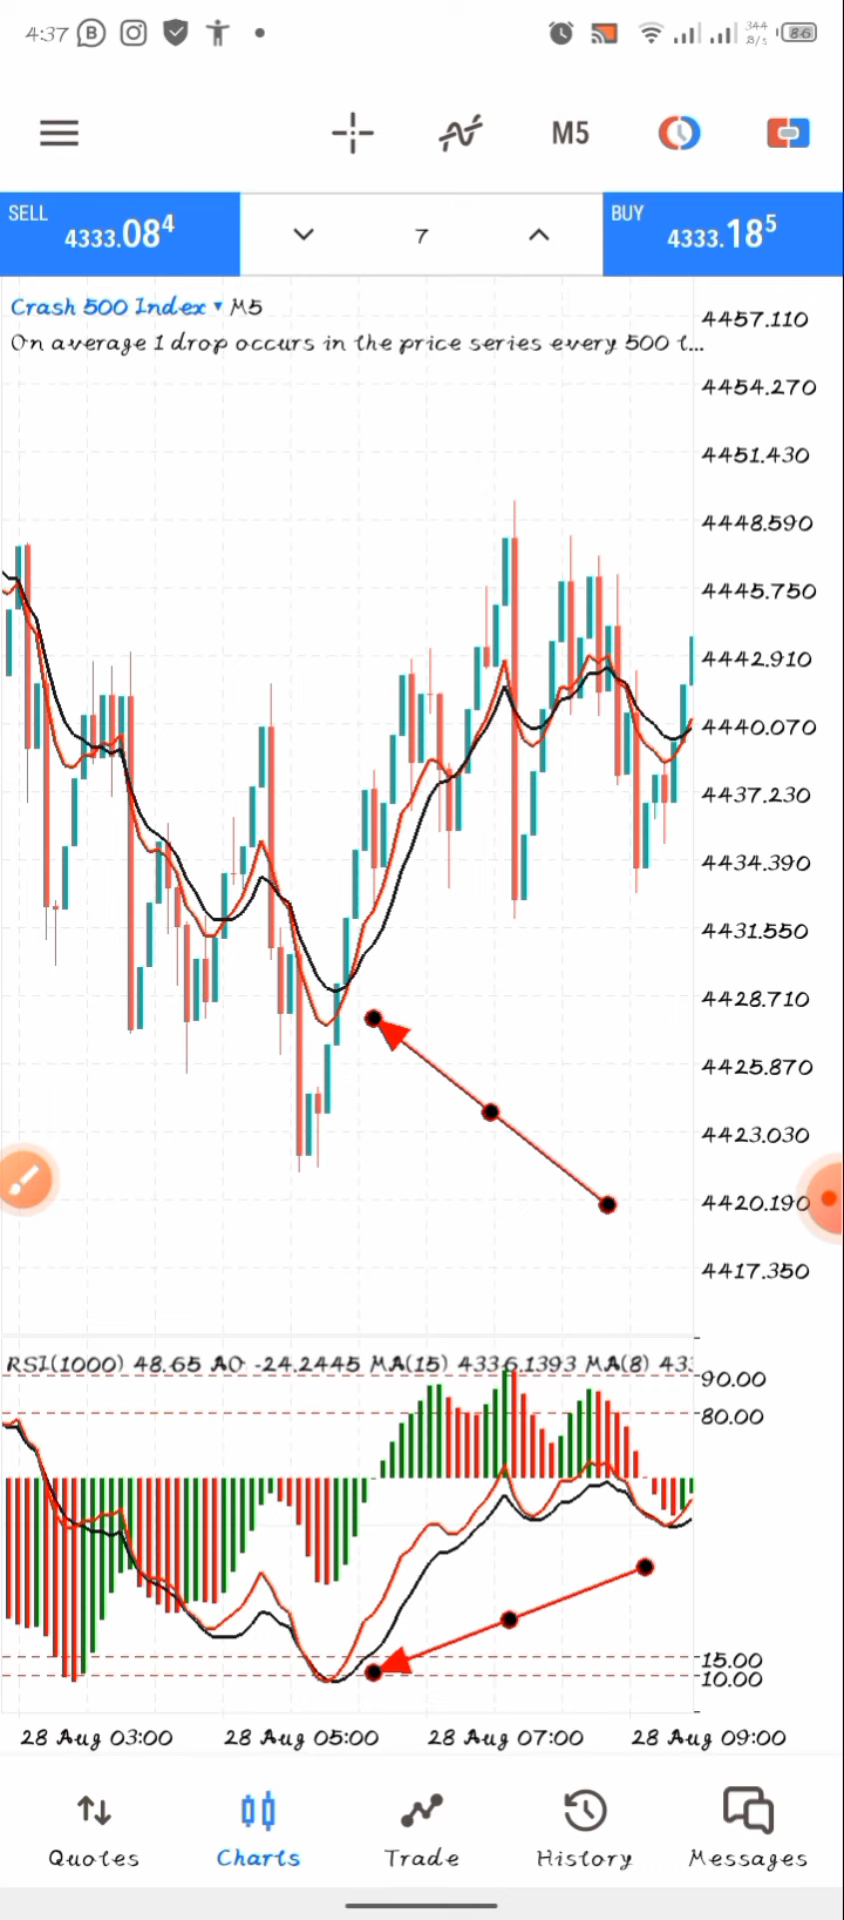 4:37
344
B/s
86
M5
SELL
4333.084
7
BUY
4333.185
Crash 500 Index ▾ M5
On average 1 drop occurs in the price series every 500 t...
4457.110
4454.270
4451.430
4448.590
4445.750
4442.910
4440.070
4437.230
4434.390
4431.550
4428.710
4425.870
4423.030
4420.190
4417.350
RSI(1000) 48.65 AO -24.2445 MA(15) 4336.1393 MA(8) 433
90.00
80.00
15.00
10.00
28 Aug 03:00
28 Aug 05:00
28 Aug 07:00
28 Aug 09:00
Quotes
Charts
Trade
History
Messages